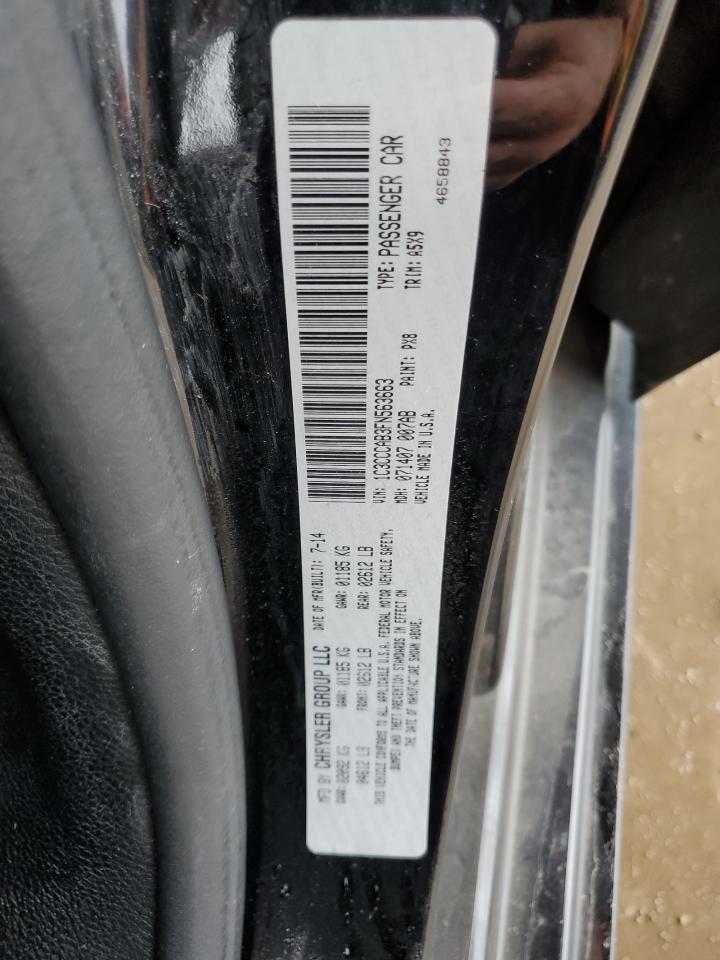 MFD BY CHRYSLER GROUP LLC DATE OF MFR(BUILT): 7-14
GVWR: 02092 KG GAWR: 01185 KG GAWR: 01185 KG
04612 LB FRONT: 02612 LB REAR: 02612 LB
THIS VEHICLE CONFORMS TO ALL APPLICABLE U.S.A. FEDERAL MOTOR VEHICLE SAFETY,
BUMPER AND THEFT PREVENTION STANDARDS IN EFFECT ON
THE DATE OF MANUFACTURE SHOWN ABOVE.
VIN: 1C3CCCAB3FN563663 TYPE: PASSENGER CAR
MDH: 071407 007AB PAINT: PX8 TRIM: A5X9
VEHICLE MADE IN U.S.A.
4658843